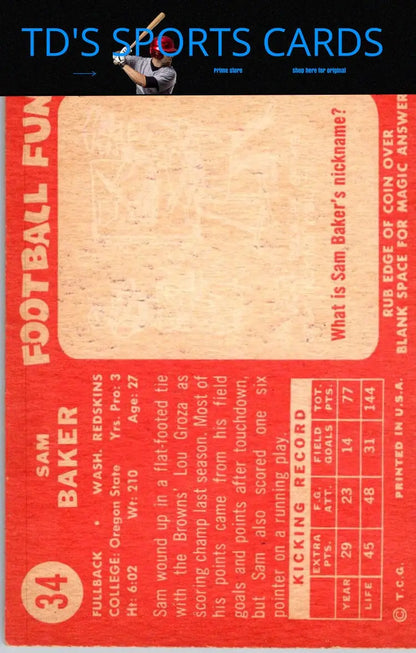 TD'S SPORTS CARDS
prime store
shop here for original
34
SAM
BAKER
FULLBACK • WASH. REDSKINS
COLLEGE: Oregon State Yrs. Pro: 3
Ht: 6:02 Wt: 210 Age: 27
Sam wound up in a flat-footed tie
with the Browns' Lou Groza as
scoring champ last season. Most of
his points came from his field
goals and points after touchdown,
but Sam also scored one six
pointer on a running play.
KICKING RECORD
EXTRA PTS. F.G. ATT. FIELD GOALS TOT. PTS.
YEAR 29 23 14 77
LIFE 45 48 31 144
© T.C.G. PRINTED IN U.S.A.
FOOTBALL FUN
What is Sam Baker's nickname?
RUB EDGE OF COIN OVER
BLANK SPACE FOR MAGIC ANSWER